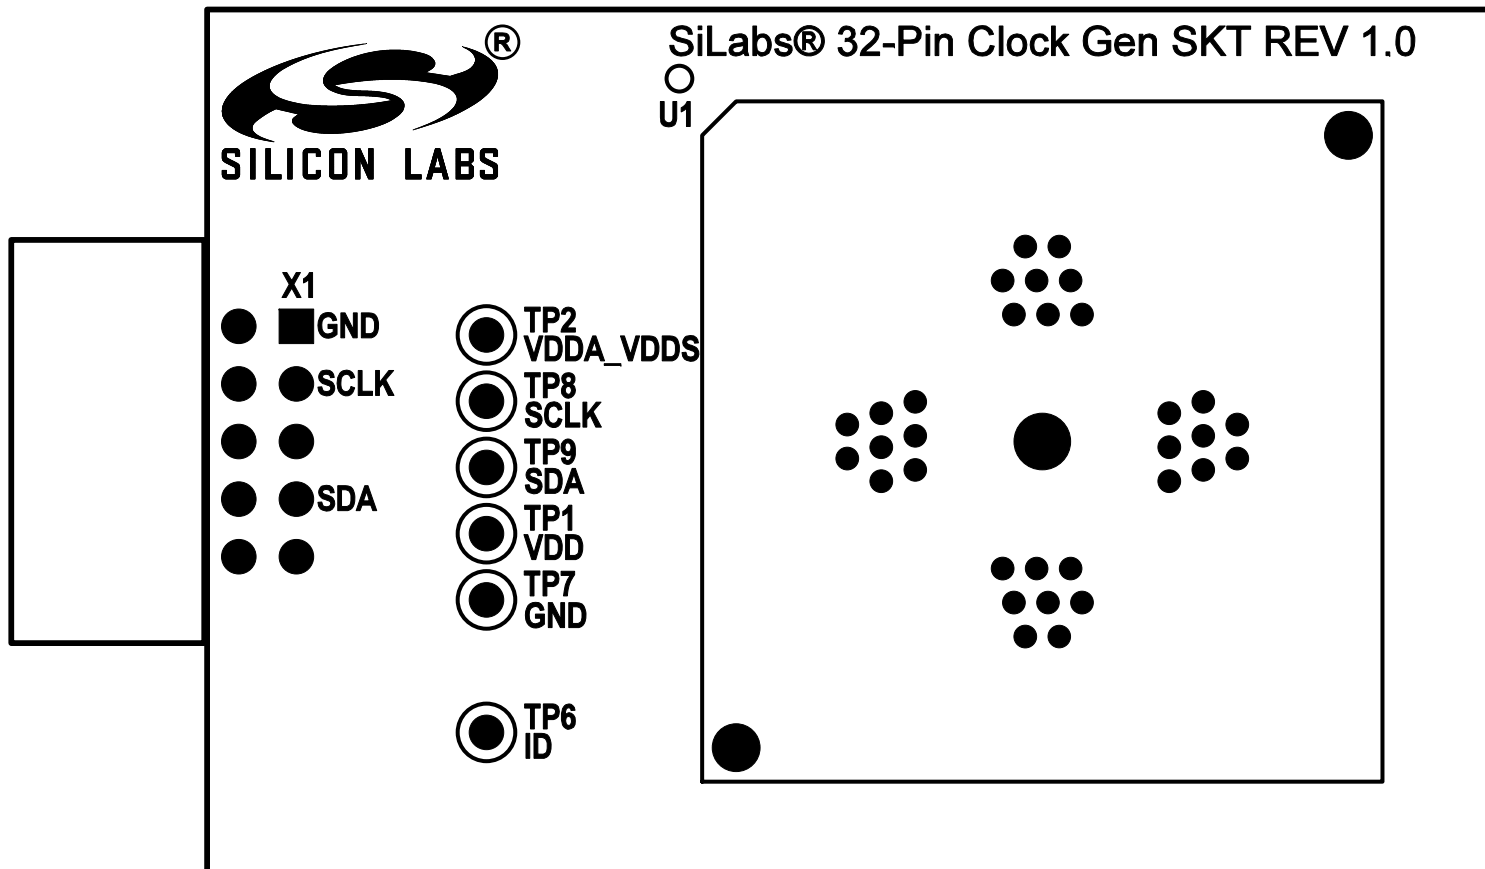 ®
SiLabs® 32-Pin Clock Gen SKT REV 1.0
U1
SILICON LABS
X1
GND
SCLK
SDA
TP2
VDDA_VDDS
TP8
SCLK
TP9
SDA
TP1
VDD
TP7
GND
TP6
ID